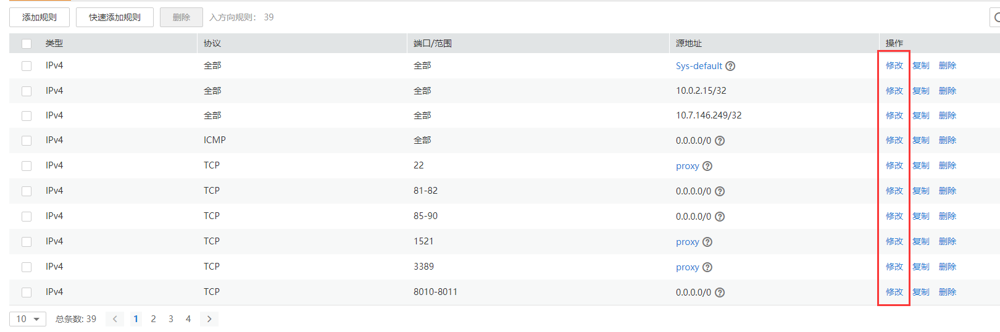 添加规则 快速添加规则 删除 入方向规则: 39
类型 协议 端口/范围 源地址 操作
IPv4 全部 全部 Sys-default ? 修改 复制 删除
IPv4 全部 全部 10.0.2.15/32 修改 复制 删除
IPv4 全部 全部 10.7.146.249/32 修改 复制 删除
IPv4 ICMP 全部 0.0.0.0/0 ? 修改 复制 删除
IPv4 TCP 22 proxy ? 修改 复制 删除
IPv4 TCP 81-82 0.0.0.0/0 ? 修改 复制 删除
IPv4 TCP 85-90 0.0.0.0/0 ? 修改 复制 删除
IPv4 TCP 1521 proxy ? 修改 复制 删除
IPv4 TCP 3389 proxy ? 修改 复制 删除
IPv4 TCP 8010-8011 0.0.0.0/0 ? 修改 复制 删除
10 总条数: 39 < 1 2 3 4 >